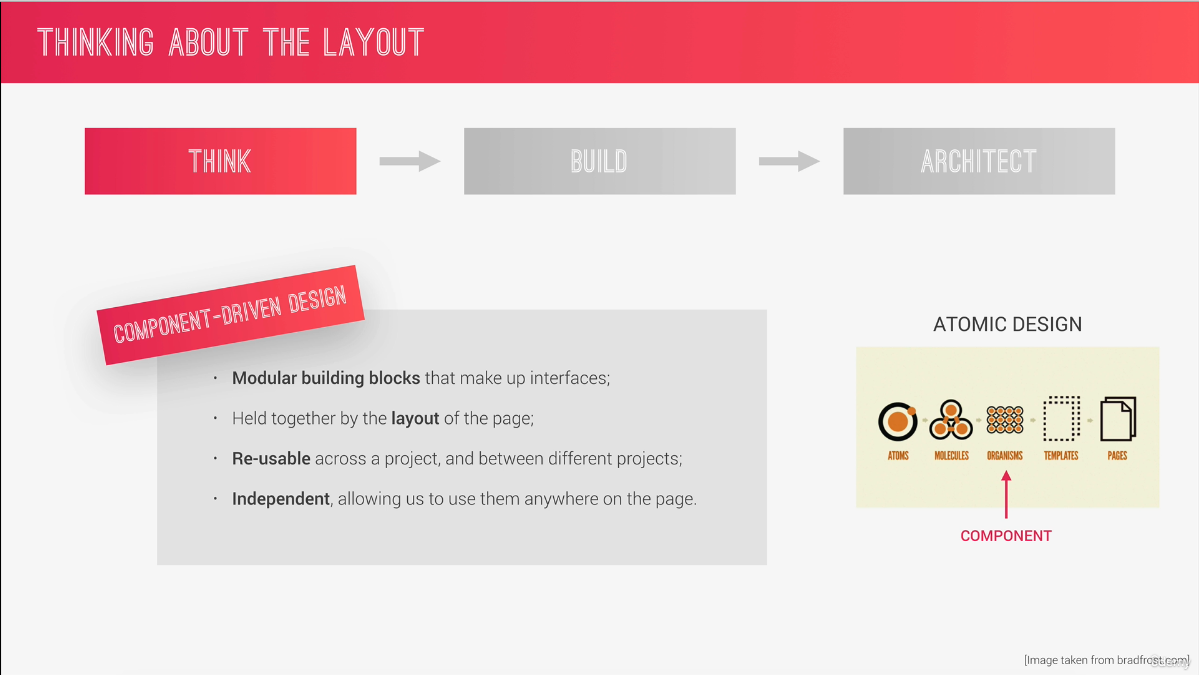 THINKING ABOUT THE LAYOUT
THINK
BUILD
ARCHITECT
COMPONENT-DRIVEN DESIGN
· Modular building blocks that make up interfaces;
· Held together by the layout of the page;
· Re-usable across a project, and between different projects;
· Independent, allowing us to use them anywhere on the page.
ATOMIC DESIGN
ATOMS MOLECULES ORGANISMS TEMPLATES PAGES
COMPONENT
[Image taken from bradfrost.com]
Udemy